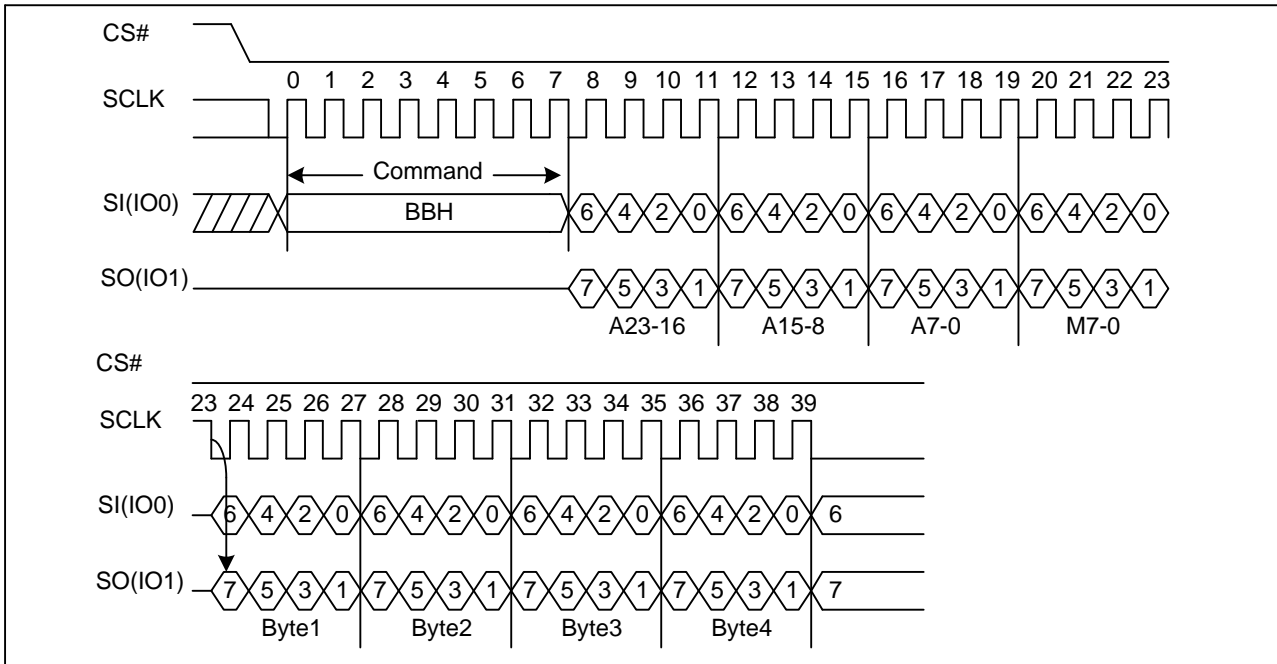 CS#
0 1 2 3 4 5 6 7 8 9 10 11 12 13 14 15 16 17 18 19 20 21 22 23
SCLK
Command
SI(IO0) BBH 6 4 2 0 6 4 2 0 6 4 2 0 6 4 2 0
SO(IO1) 7 5 3 1 7 5 3 1 7 5 3 1 7 5 3 1
A23-16 A15-8 A7-0 M7-0
CS#
23 24 25 26 27 28 29 30 31 32 33 34 35 36 37 38 39
SCLK
SI(IO0) 6 4 2 0 6 4 2 0 6 4 2 0 6 4 2 0 6
SO(IO1) 7 5 3 1 7 5 3 1 7 5 3 1 7 5 3 1 7
Byte1 Byte2 Byte3 Byte4